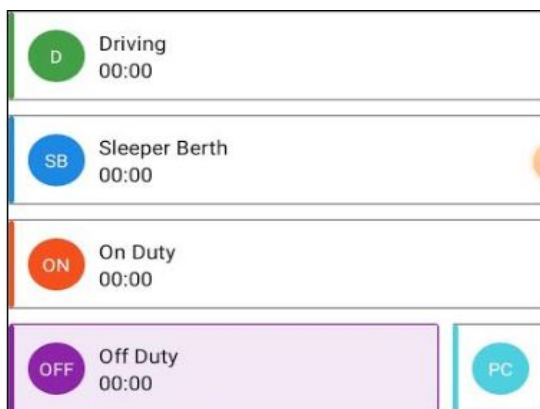 D
Driving
00:00
SB
Sleeper Berth
00:00
ON
On Duty
00:00
OFF
Off Duty
00:00
PC